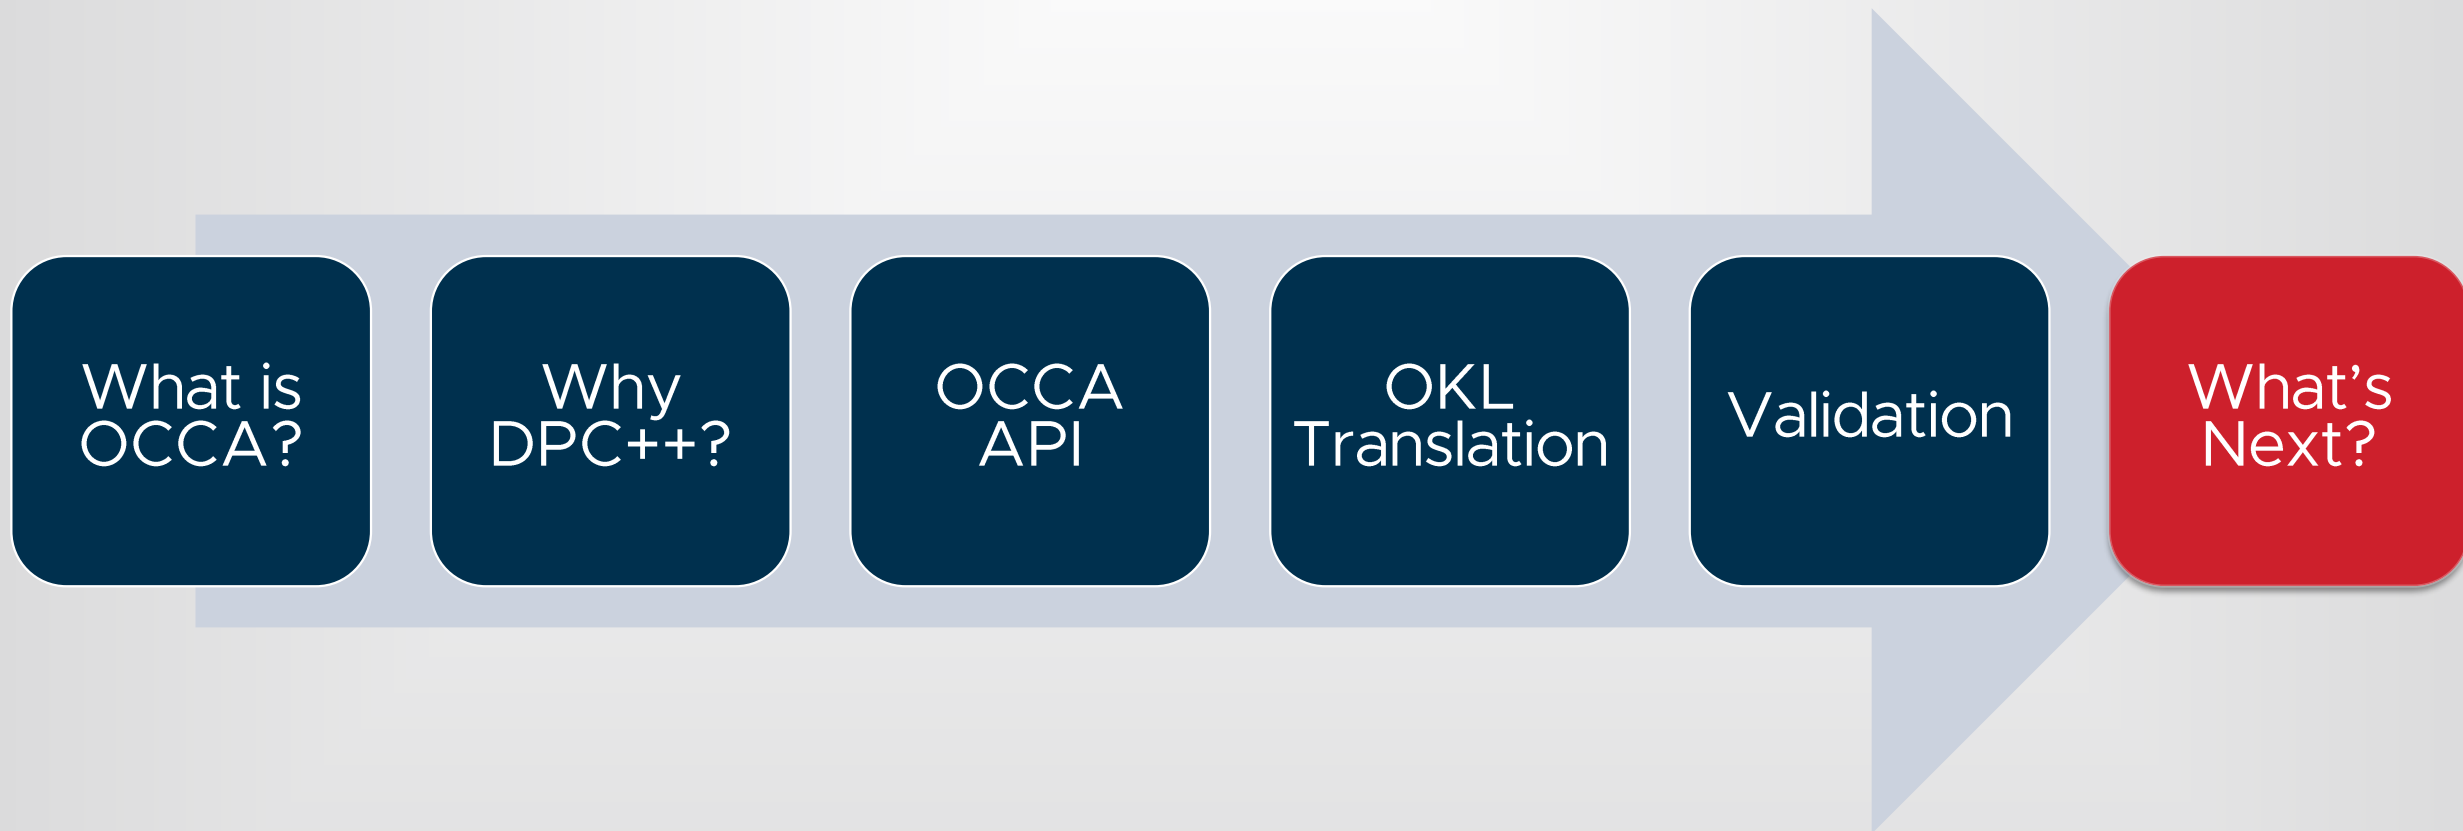 What is
OCCA?
Why
DPC++?
OCCA
API
OKL
Translation
Validation
What’s
Next?